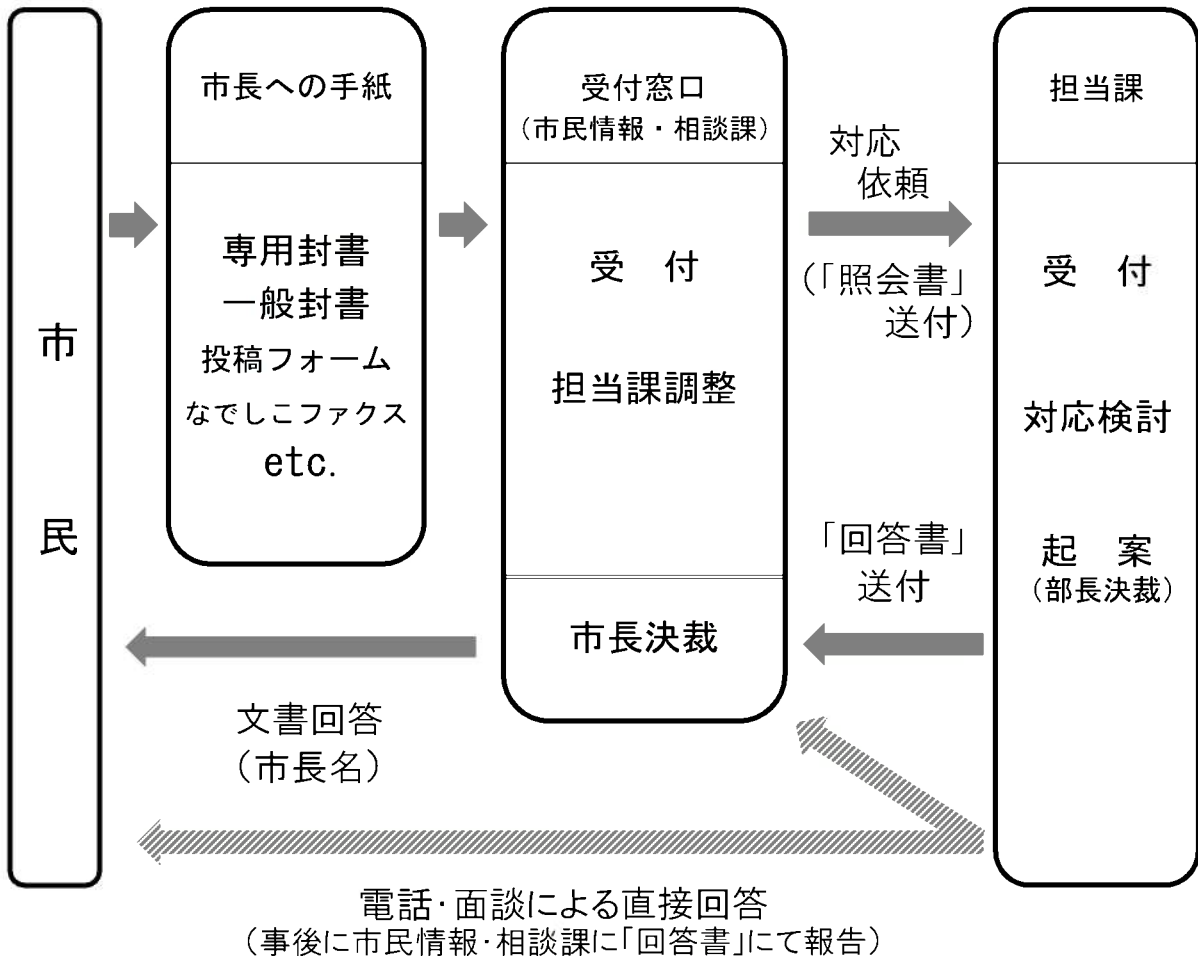 市民
市長への手紙
専用封書
一般封書
投稿フォーム
なでしこファクス
etc.
受付窓口
（市民情報・相談課）
受　付
担当課調整
市長決裁
対応
依頼
（「照会書」
送付）
「回答書」
送付
担当課
受　付
対応検討
起　案
（部長決裁）
文書回答
（市長名）
電話・面談による直接回答
（事後に市民情報・相談課に「回答書」にて報告）